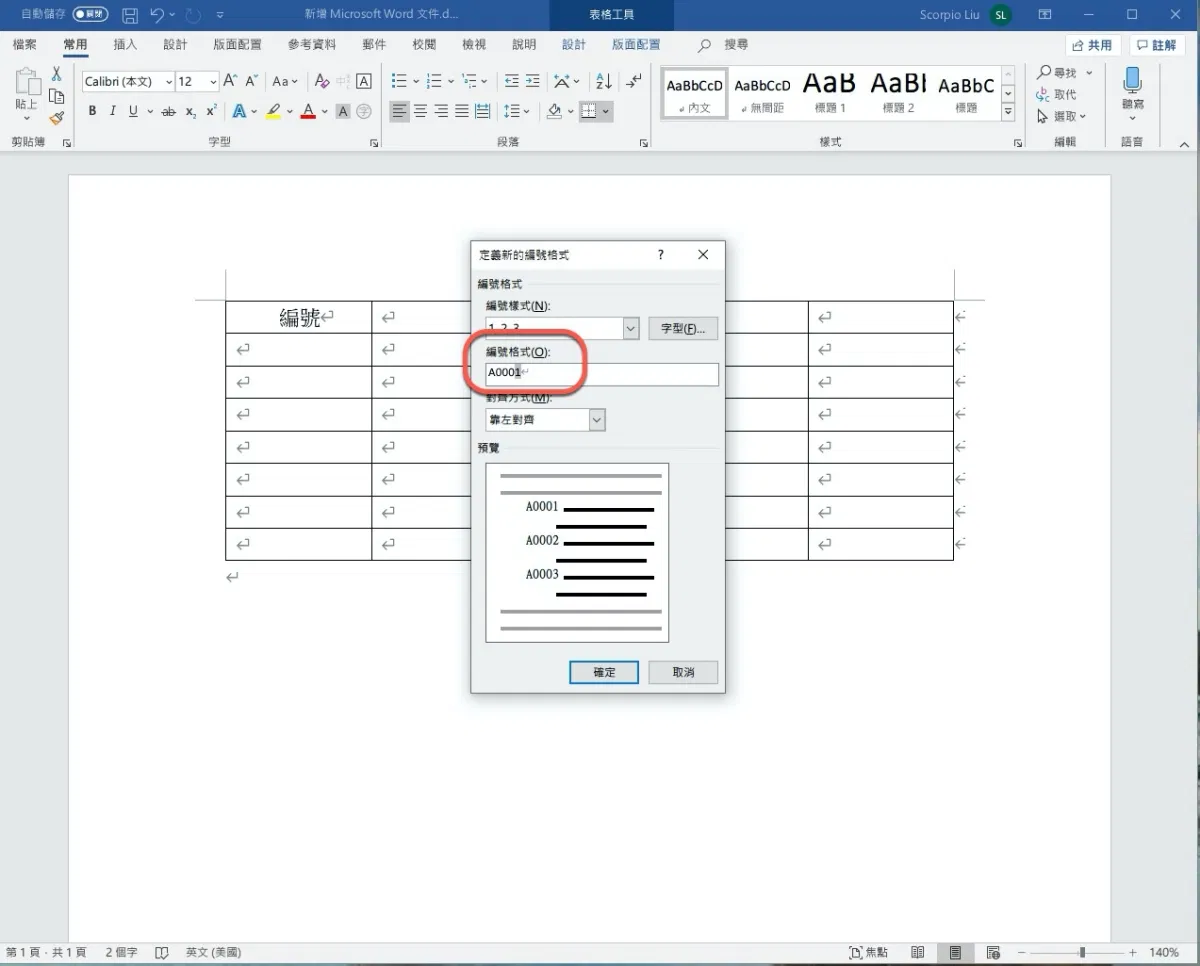 自動儲存 關閉 新增 Microsoft Word 文件.d... 表格工具 Scorpio Liu SL
檔案 常用 插入 設計 版面配置 參考資料 郵件 校閱 檢視 說明 設計 版面配置 搜尋 共用 註解
貼上 Calibri (本文) 12 Aa A
B I U ab x₂ x² A A A 字
AaBbCcD AaBbCcD AaB AaBl AaBbC
內文 無間距 標題 1 標題 2 標題
尋找
取代
選取
聽寫
剪貼簿 字型 段落 樣式 編輯 語音
定義新的編號格式 ?
編號格式
編號樣式(N):
1, 2, 3, 字型(F)...
編號格式(O):
A0001
對齊方式(M):
靠左對齊
預覽
A0001
A0002
A0003
確定 取消
編號
第 1 頁，共 1 頁 2 個字 英文 (美國) 焦點 140%